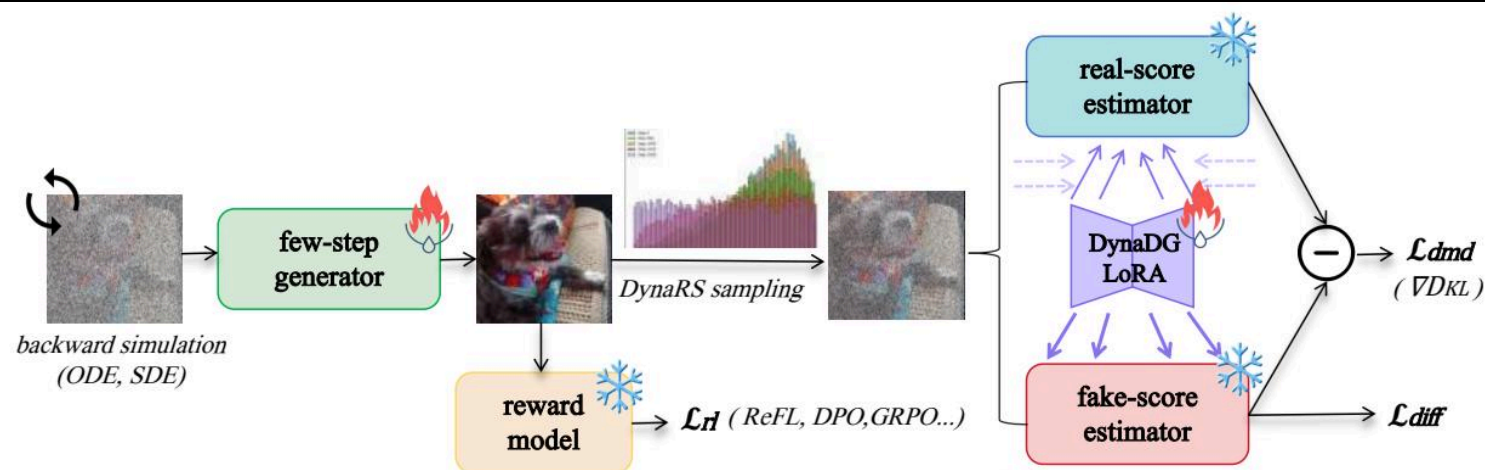 real-score
estimator
few-step
generator
DynaRS sampling
DynaDG
LoRA
backward simulation
(ODE, SDE)
reward
model
ℒrl ( ReFL, DPO,GRPO...)
fake-score
estimator
ℒdmd
( ∇DKL )
ℒdiff